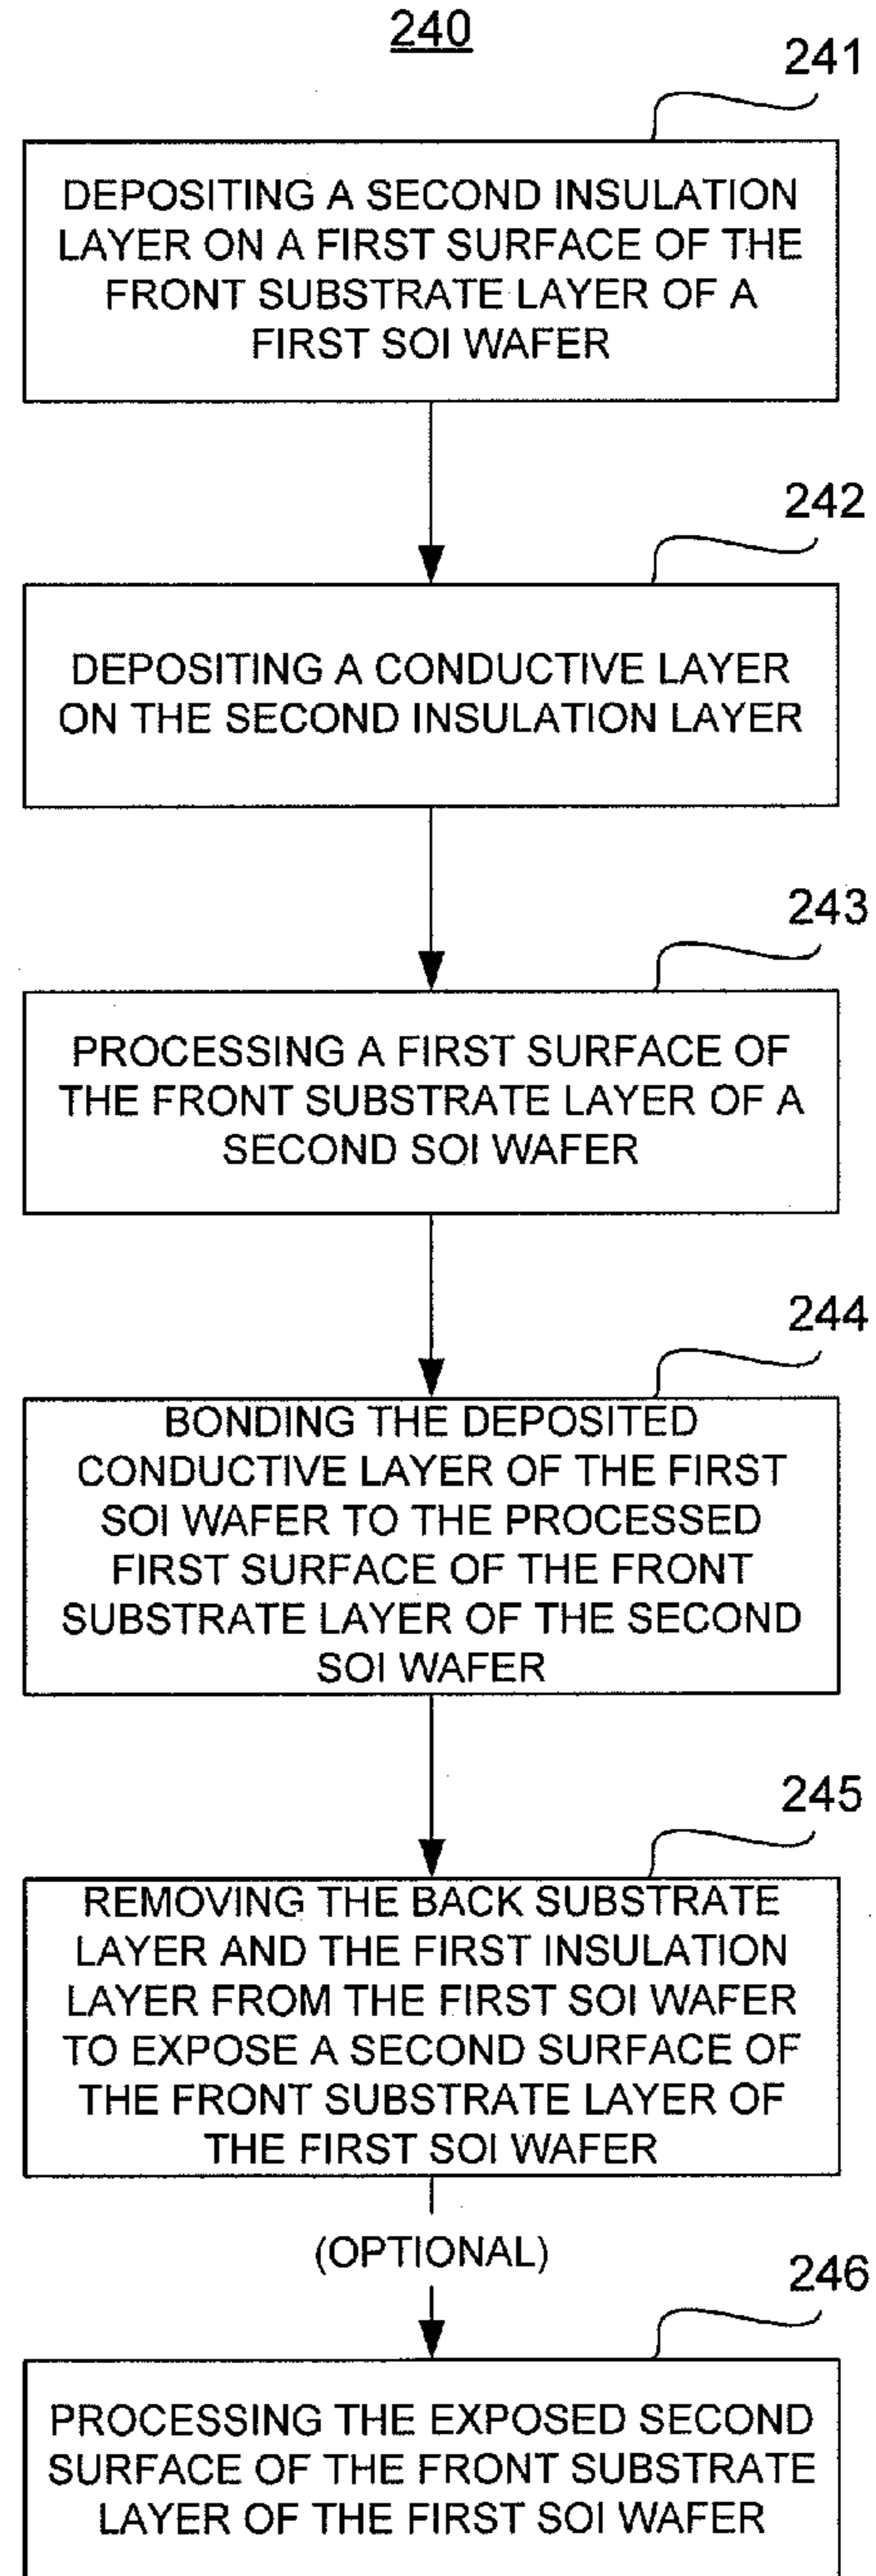 240
241
DEPOSITING A SECOND INSULATION
LAYER ON A FIRST SURFACE OF THE
FRONT SUBSTRATE LAYER OF A
FIRST SOI WAFER
242
DEPOSITING A CONDUCTIVE LAYER
ON THE SECOND INSULATION LAYER
243
PROCESSING A FIRST SURFACE OF
THE FRONT SUBSTRATE LAYER OF A
SECOND SOI WAFER
244
BONDING THE DEPOSITED
CONDUCTIVE LAYER OF THE FIRST
SOI WAFER TO THE PROCESSED
FIRST SURFACE OF THE FRONT
SUBSTRATE LAYER OF THE SECOND
SOI WAFER
245
REMOVING THE BACK SUBSTRATE
LAYER AND THE FIRST INSULATION
LAYER FROM THE FIRST SOI WAFER
TO EXPOSE A SECOND SURFACE OF
THE FRONT SUBSTRATE LAYER OF
THE FIRST SOI WAFER
(OPTIONAL)
246
PROCESSING THE EXPOSED SECOND
SURFACE OF THE FRONT SUBSTRATE
LAYER OF THE FIRST SOI WAFER